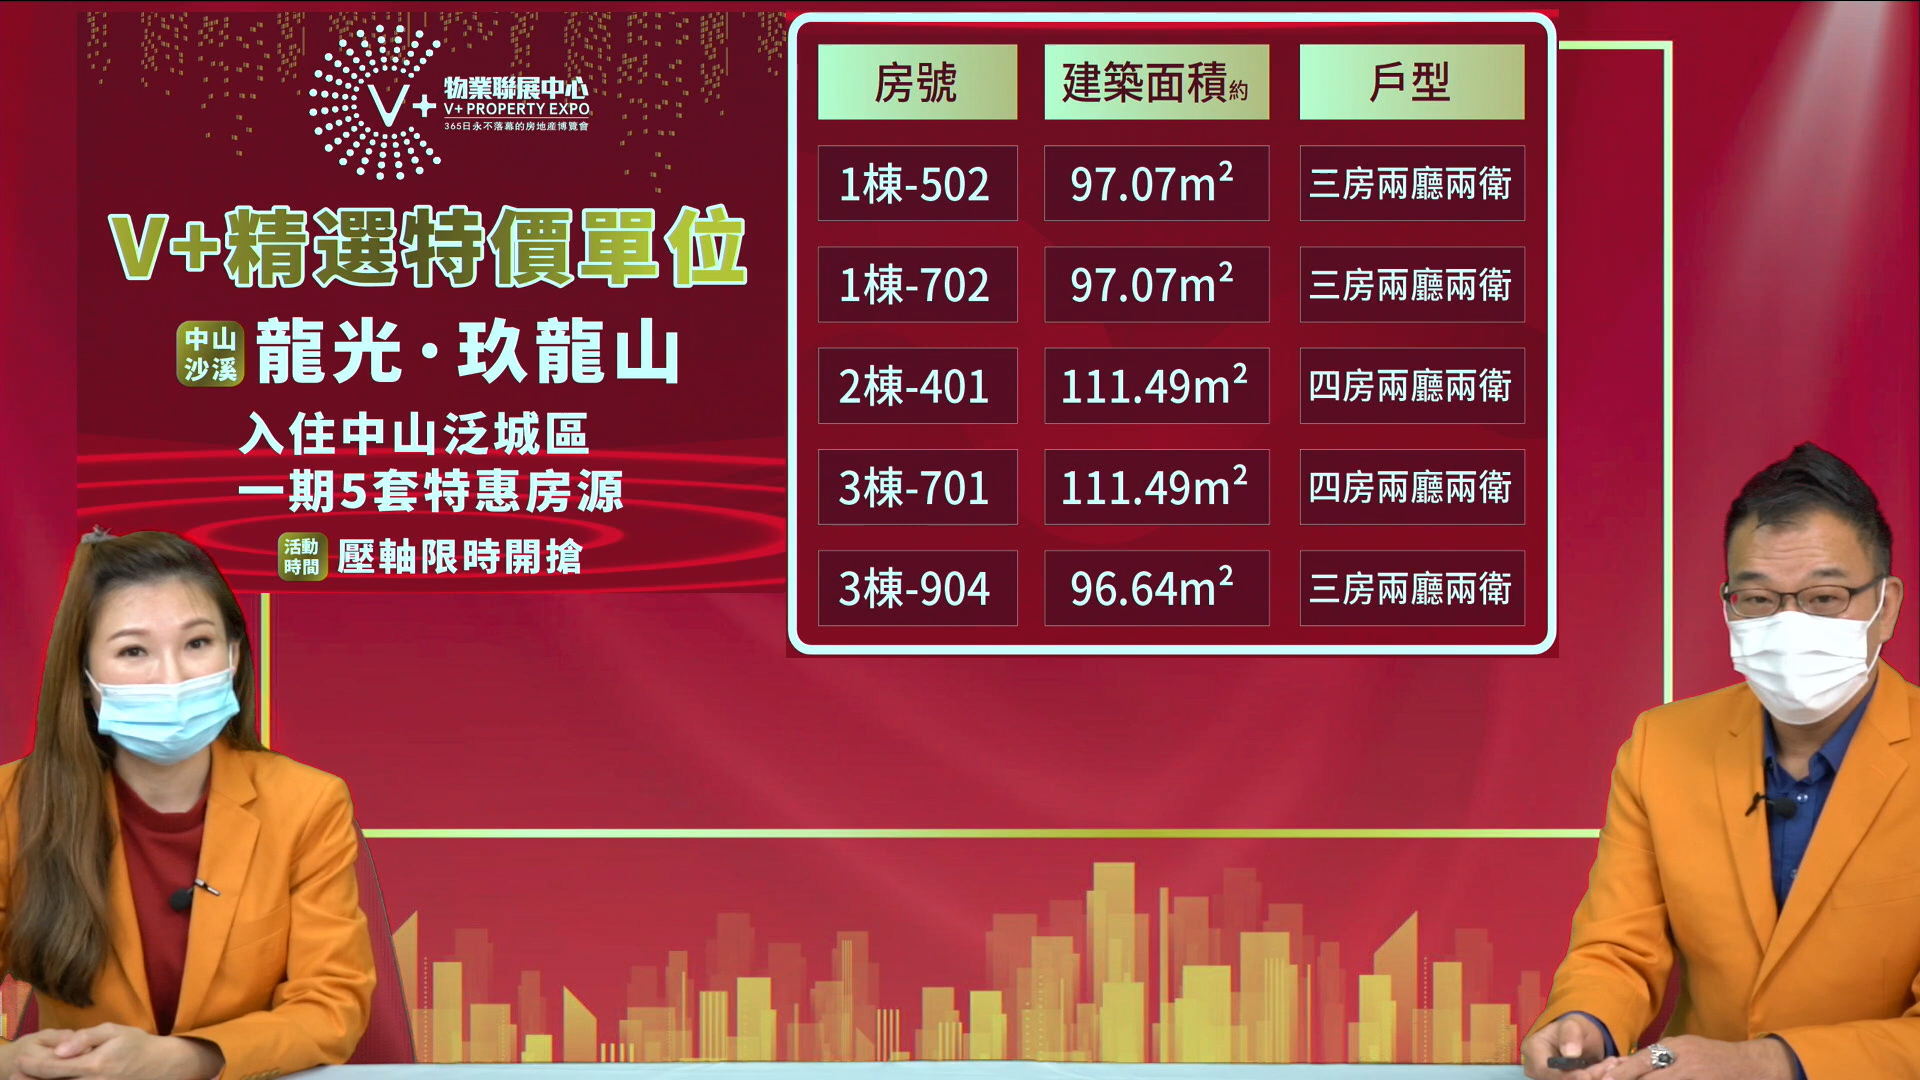 物業聯展中心
V+ V+ PROPERTY EXPO
365日永不落幕的房地産博覽會
V+精選特價單位
中山沙溪 龍光·玖龍山
入住中山泛城區
一期5套特惠房源
活動時間 壓軸限時開搶
房號 建築面積約 戶型
1棟-502 97.07m² 三房兩廳兩衛
1棟-702 97.07m² 三房兩廳兩衛
2棟-401 111.49m² 四房兩廳兩衛
3棟-701 111.49m² 四房兩廳兩衛
3棟-904 96.64m² 三房兩廳兩衛